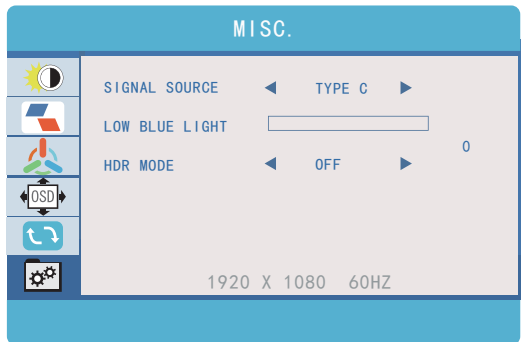 MISC.
SIGNAL SOURCE ◀ TYPE C ▶
LOW BLUE LIGHT
0
HDR MODE ◀ OFF ▶
OSD
1920 X 1080 60HZ